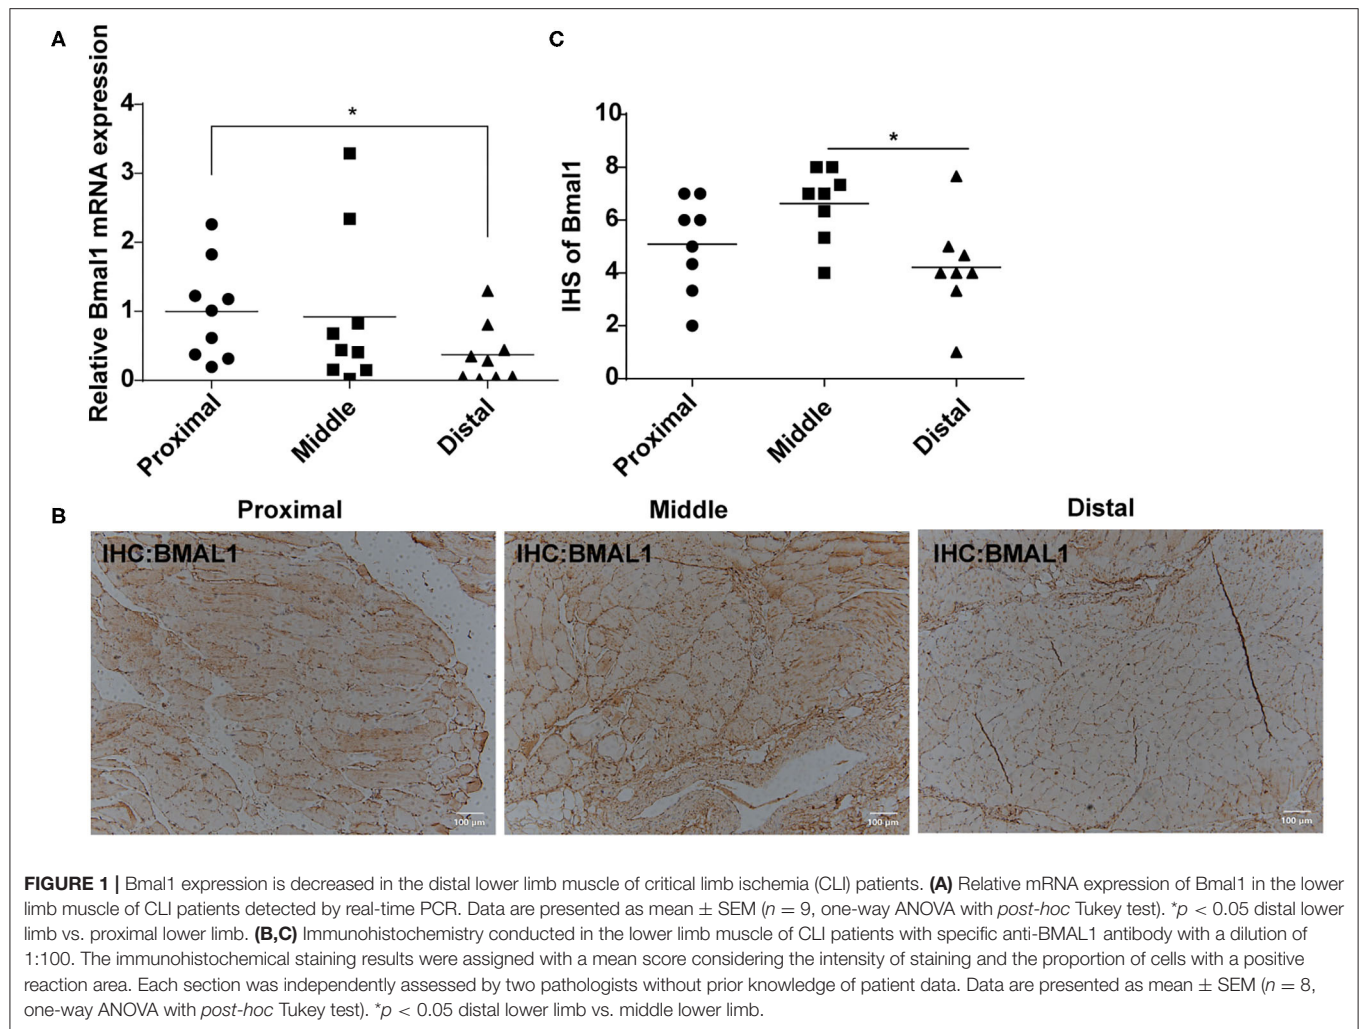 A
Relative Bmal1 mRNA expression
4
3
2
1
0
*
Proximal
Middle
Distal
C
IHS of Bmal1
10
8
6
4
2
0
*
Proximal
Middle
Distal
B
Proximal
Middle
Distal
IHC:BMAL1
IHC:BMAL1
IHC:BMAL1
100 µm
100 µm
100 µm
FIGURE 1 | Bmal1 expression is decreased in the distal lower limb muscle of critical limb ischemia (CLI) patients. (A) Relative mRNA expression of Bmal1 in the lower
limb muscle of CLI patients detected by real-time PCR. Data are presented as mean ± SEM (n = 9, one-way ANOVA with post-hoc Tukey test). *p < 0.05 distal lower
limb vs. proximal lower limb. (B,C) Immunohistochemistry conducted in the lower limb muscle of CLI patients with specific anti-BMAL1 antibody with a dilution of
1:100. The immunohistochemical staining results were assigned with a mean score considering the intensity of staining and the proportion of cells with a positive
reaction area. Each section was independently assessed by two pathologists without prior knowledge of patient data. Data are presented as mean ± SEM (n = 8,
one-way ANOVA with post-hoc Tukey test). *p < 0.05 distal lower limb vs. middle lower limb.